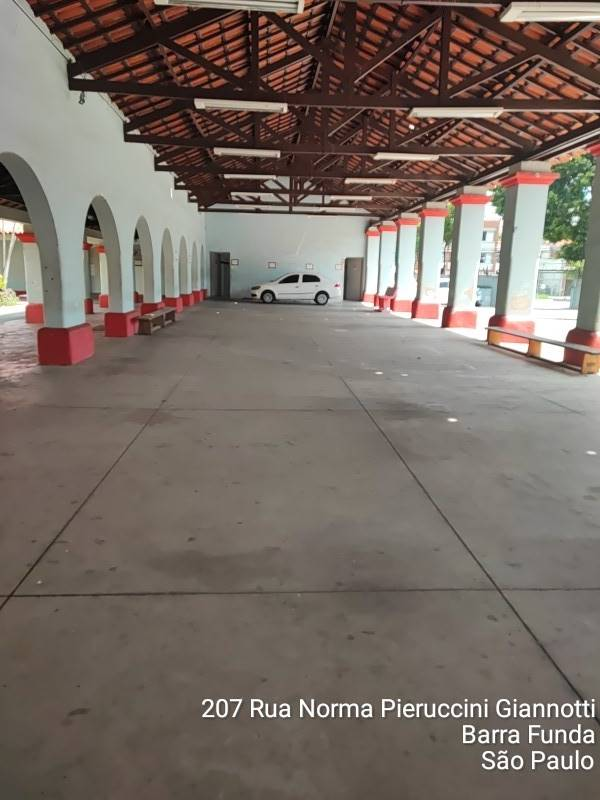 207 Rua Norma Pieruccini Giannotti
Barra Funda
São Paulo